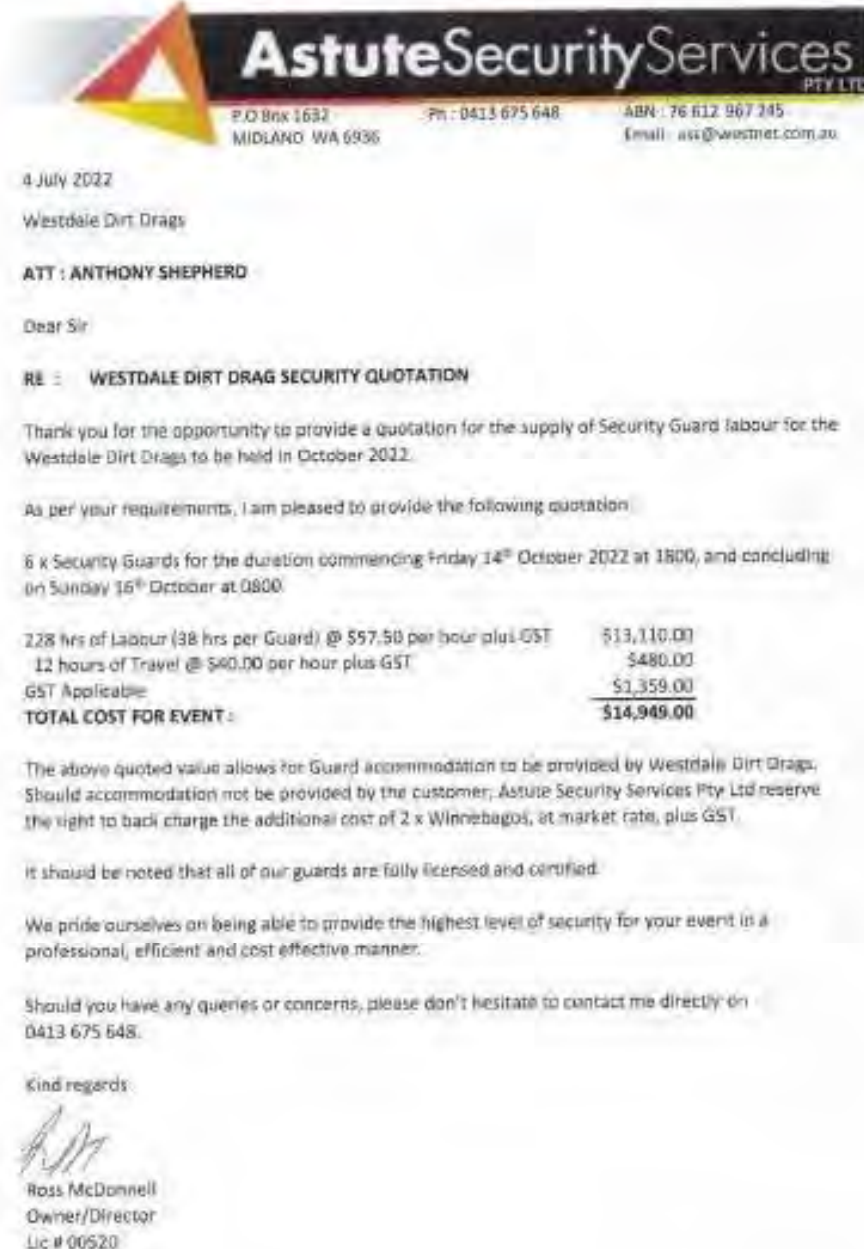 AstuteSecurityServices
PTY LTD
P.O Box 1632 Ph : 0413 675 648 ABN : 76 612 967 245
MIDLAND WA 6936 Email : ass@westnet.com.au
4 July 2022
Westdale Dirt Drags
ATT : ANTHONY SHEPHERD
Dear Sir
RE : WESTDALE DIRT DRAG SECURITY QUOTATION
Thank you for the opportunity to provide a quotation for the supply of Security Guard labour for the
Westdale Dirt Drags to be held in October 2022.
As per your requirements, I am pleased to provide the following quotation
6 x Security Guards for the duration commencing Friday 14th October 2022 at 1800, and concluding
on Sunday 16th October at 0800.
228 hrs of Labour (38 hrs per Guard) @ $57.50 per hour plus GST $13,110.00
12 hours of Travel @ $40.00 per hour plus GST $480.00
GST Applicable $1,359.00
TOTAL COST FOR EVENT : $14,949.00
The above quoted value allows for Guard accommodation to be provided by Westdale Dirt Drags.
Should accommodation not be provided by the customer, Astute Security Services Pty Ltd reserve
the right to back charge the additional cost of 2 x Winnebagos, at market rate, plus GST.
It should be noted that all of our guards are fully licensed and certified.
We pride ourselves on being able to provide the highest level of security for your event in a
professional, efficient and cost effective manner.
Should you have any queries or concerns, please don't hesitate to contact me directly on
0413 675 648.
Kind regards
Ross McDonnell
Owner/Director
Lic # 00520